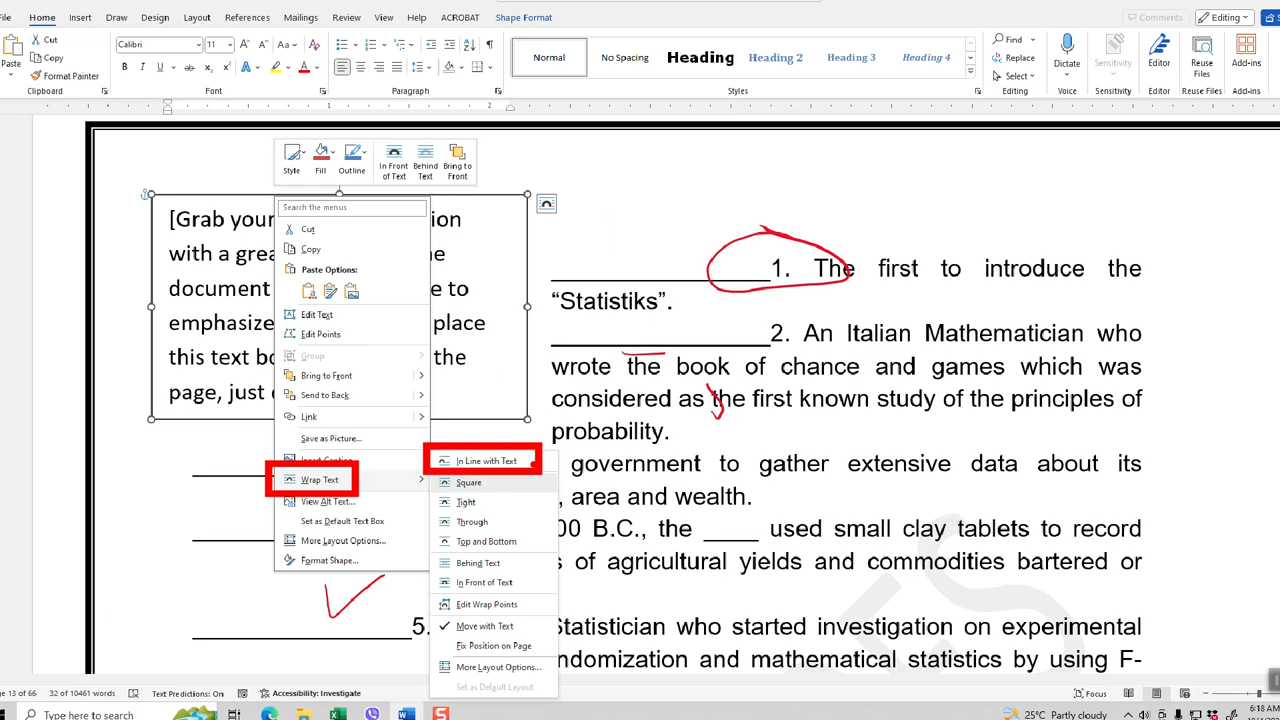 File Home Insert Draw Design Layout References Mailings Review View Help ACROBAT Shape Format
Comments Editing
Paste Cut
Copy
Format Painter
Calibri 11
Normal No Spacing Heading Heading 2 Heading 3 Heading 4
Find
Replace
Select
Dictate Sensitivity Editor Reuse Files Add-ins
Clipboard Font Paragraph Styles Editing Voice Sensitivity Editor Reuse Files Add-ins
1 2
Style Fill Outline In Front of Text Behind Text Bring to Front
[Grab your
with a grea
document
emphasize place
this text bo the
page, just
Search the menus
Cut
Copy
Paste Options:
Edit Text
Edit Points
Group
Bring to Front
Send to Back
Link
Save as Picture...
Insert Caption
Wrap Text
View Alt Text...
Set as Default Text Box
More Layout Options...
Format Shape...
In Line with Text
Square
Tight
Through
Top and Bottom
Behind Text
In Front of Text
Edit Wrap Points
Move with Text
Fix Position on Page
More Layout Options...
Set as Default Layout
1. The first to introduce the
“Statistiks”.
2. An Italian Mathematician who
wrote the book of chance and games which was
considered as the first known study of the principles of
probability.
government to gather extensive data about its
, area and wealth.
00 B.C., the ____ used small clay tablets to record
s of agricultural yields and commodities bartered or
5. Statistician who started investigation on experimental
ndomization and mathematical statistics by using F-
Page 13 of 66 32 of 10461 words Text Predictions: On Accessibility: Investigate Focus
Type here to search 25°C Partly cloudy 6:18 AM